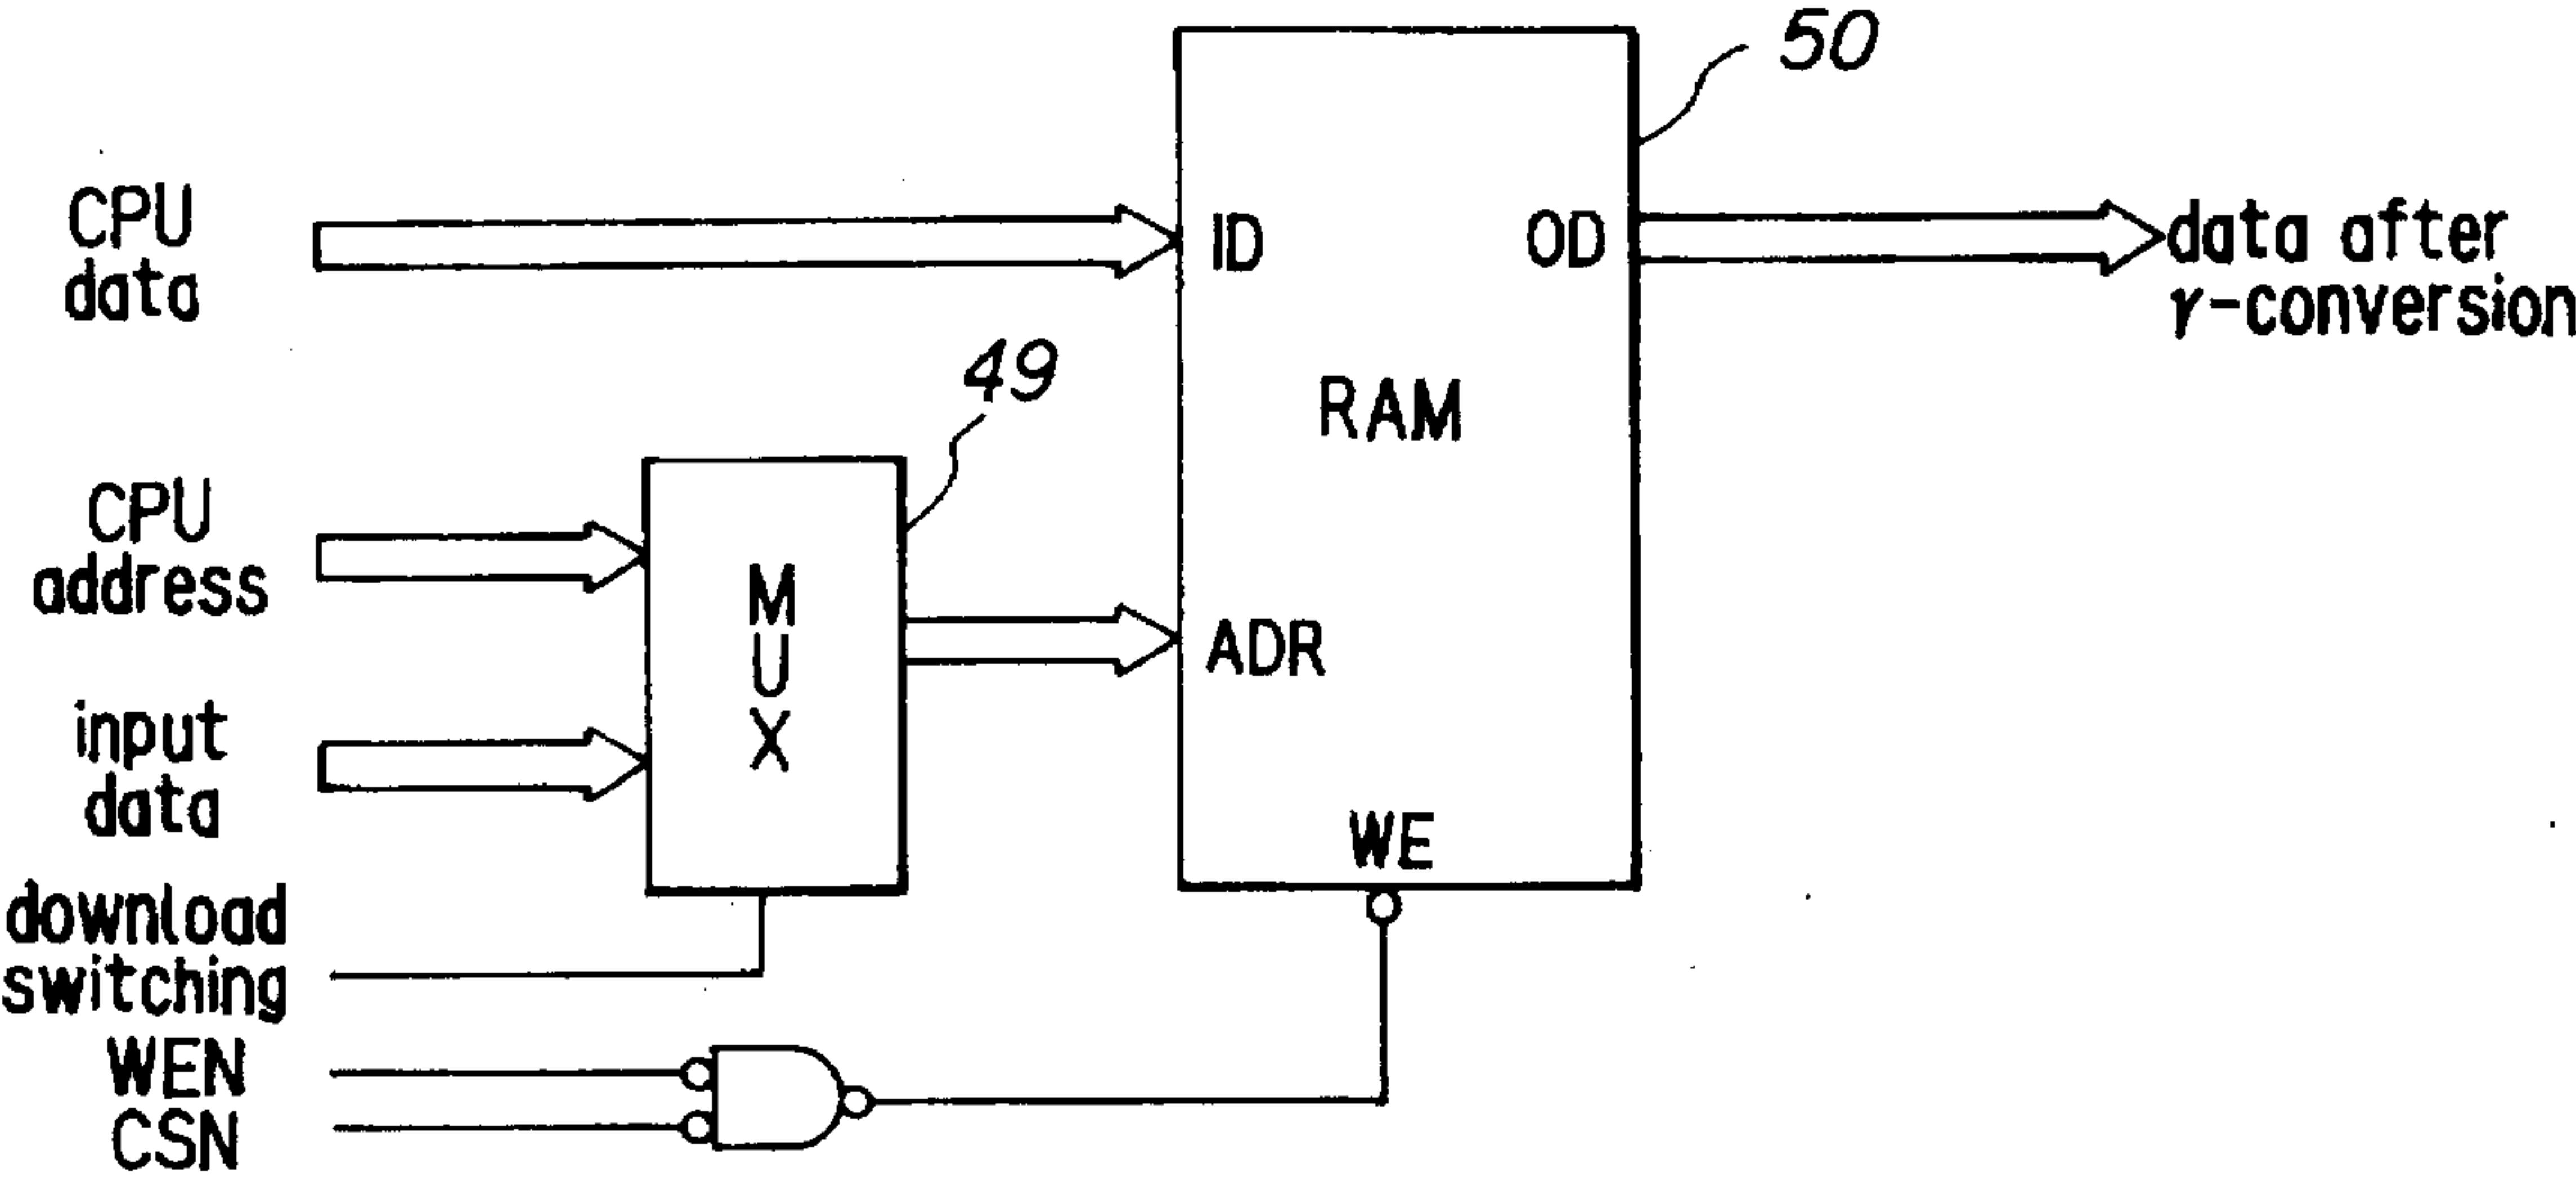 50
CPU
data
ID
OD
data after
γ-conversion
49
RAM
CPU
address
M
U
X
ADR
input
data
WE
download
switching
WEN
CSN